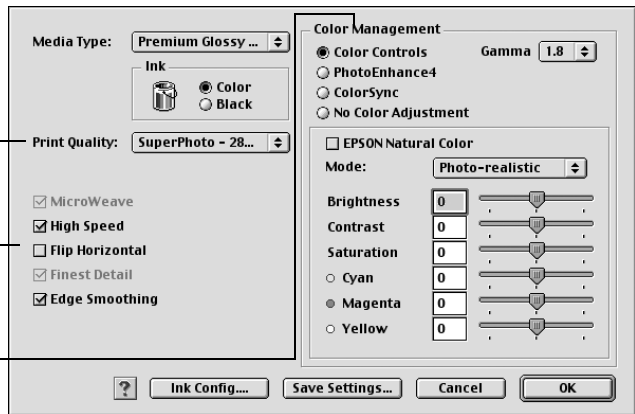 Media Type: Premium Glossy ...
Ink
Color
Black
Print Quality: SuperPhoto - 28...
MicroWeave
High Speed
Flip Horizontal
Finest Detail
Edge Smoothing
Color Management
Color Controls Gamma 1.8
PhotoEnhance4
ColorSync
No Color Adjustment
EPSON Natural Color
Mode: Photo-realistic
Brightness 0
Contrast 0
Saturation 0
Cyan 0
Magenta 0
Yellow 0
? Ink Config.... Save Settings... Cancel OK